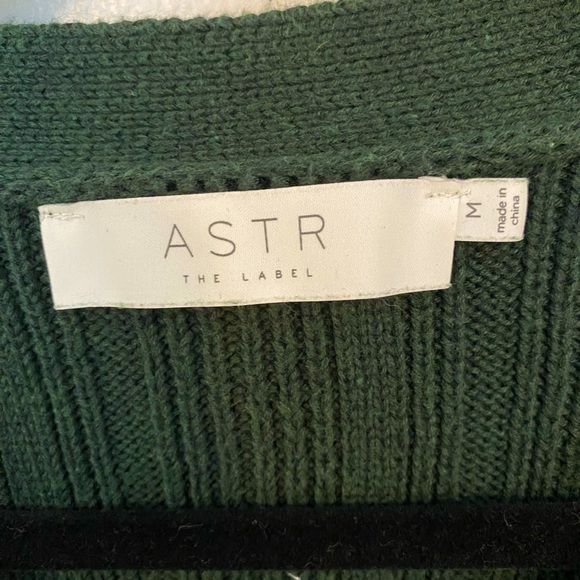 ASTR
THE LABEL
M
made in
china